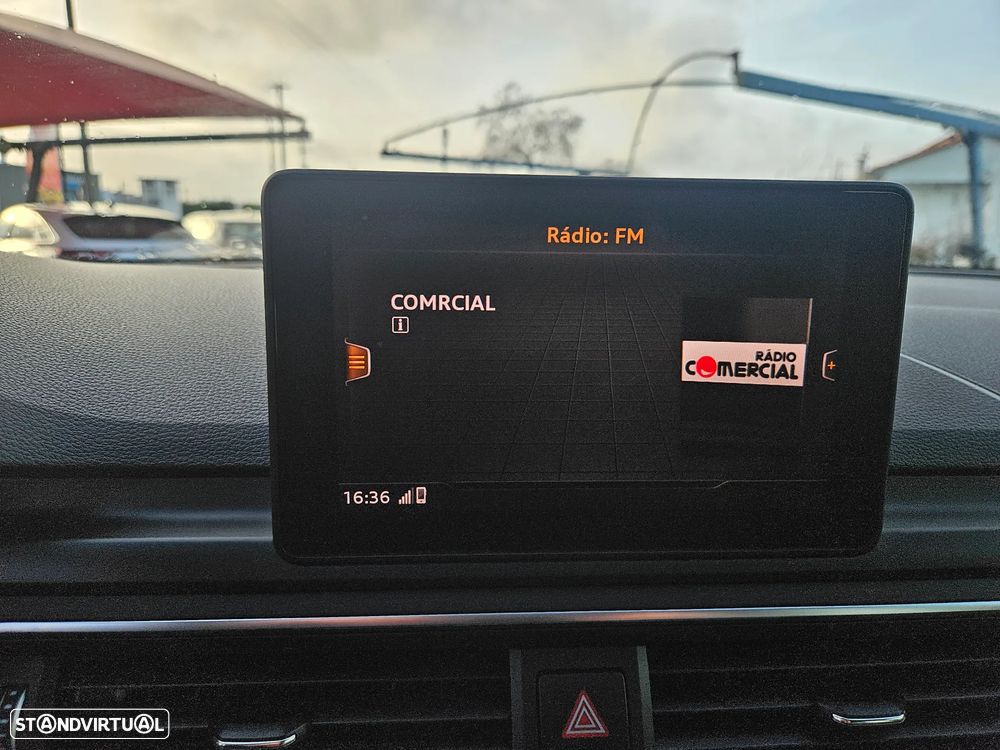 Rádio: FM
COMRCIAL
i
RÁDIO
COMERCIAL
+
16:36
STANDVIRTUAL